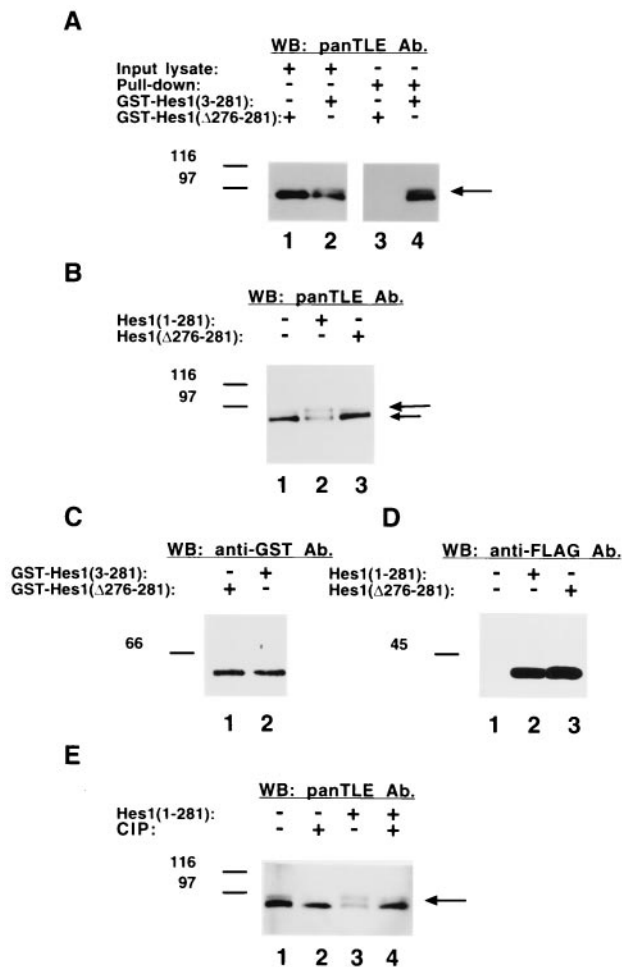 A
WB: panTLE Ab.
Input lysate: + + - -
Pull-down: - - + +
GST-Hes1(3-281): - + - +
GST-Hes1(Δ276-281): + - + -
116
97
1 2 3 4
B
WB: panTLE Ab.
Hes1(1-281): - + -
Hes1(Δ276-281): - - +
116
97
1 2 3
C
WB: anti-GST Ab.
GST-Hes1(3-281): - +
GST-Hes1(Δ276-281): + -
66
1 2
D
WB: anti-FLAG Ab.
Hes1(1-281): - + -
Hes1(Δ276-281): - - +
45
1 2 3
E
WB: panTLE Ab.
Hes1(1-281): - - + +
CIP: - + - +
116
97
1 2 3 4